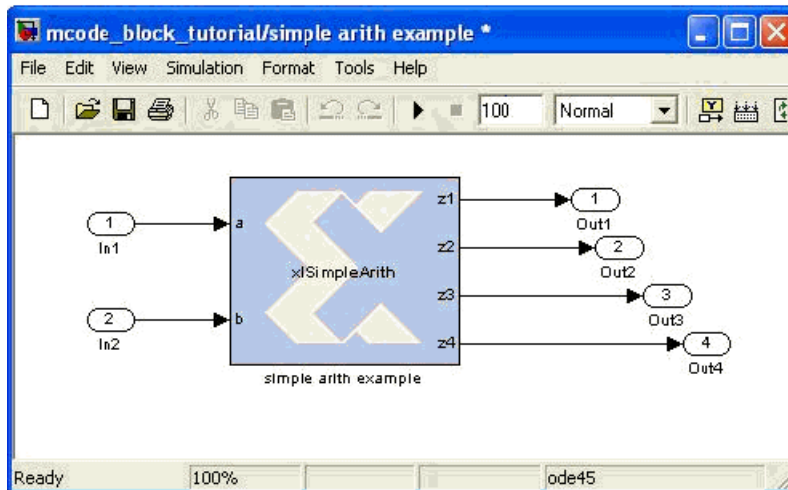 mcode_block_tutorial/simple arith example *
File Edit View Simulation Format Tools Help
100 Normal
1
In1
2
In2
a
b
xlSimpleArith
z1
z2
z3
z4
simple arith example
1
Out1
2
Out2
3
Out3
4
Out4
Ready 100% ode45